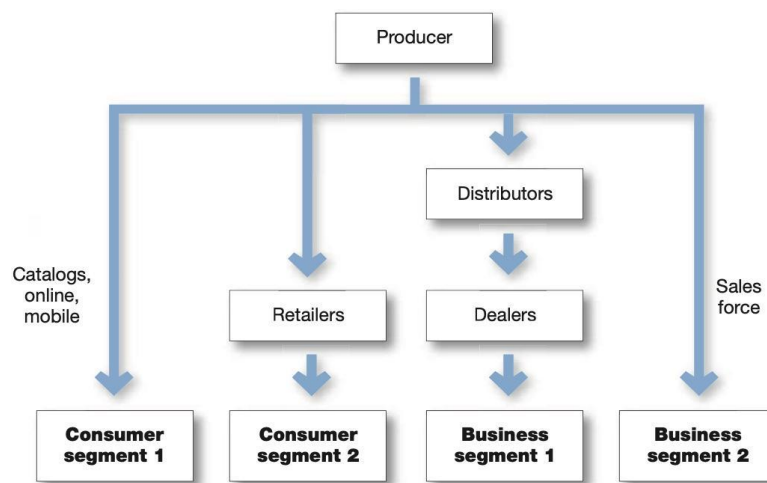 Producer
Distributors
Catalogs,
online,
mobile
Retailers
Dealers
Sales
force
Consumer
segment 1
Consumer
segment 2
Business
segment 1
Business
segment 2